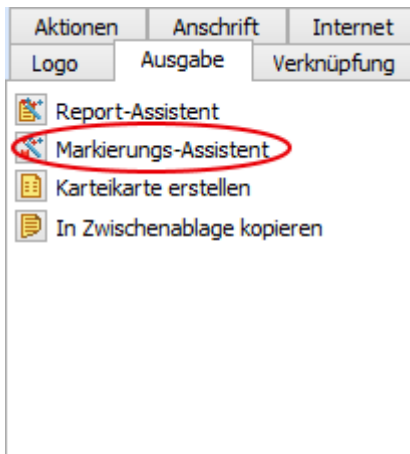 Aktionen Anschrift Internet
Logo Ausgabe Verknüpfung
Report-Assistent
Markierungs-Assistent
Karteikarte erstellen
In Zwischenablage kopieren